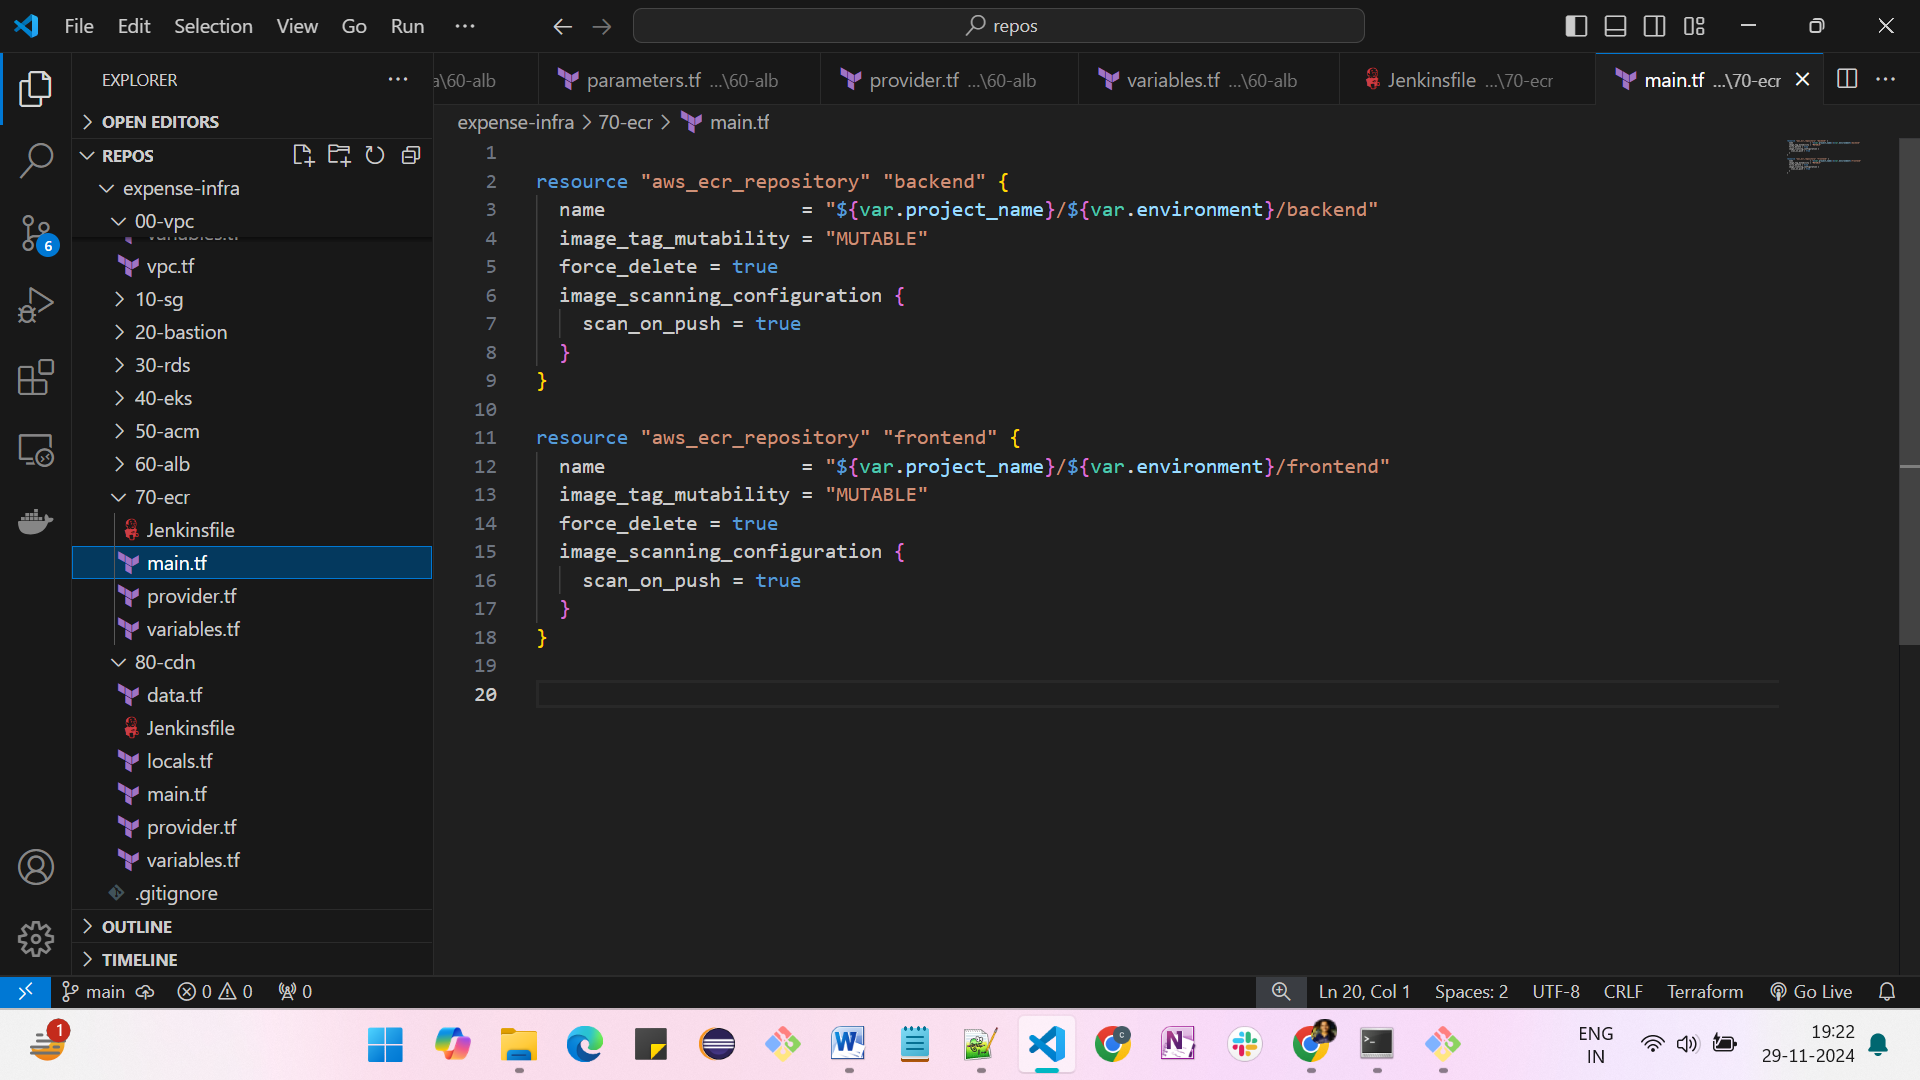 File Edit Selection View Go Run
repos
EXPLORER
a\60-alb
parameters.tf ...\60-alb
provider.tf ...\60-alb
variables.tf ...\60-alb
Jenkinsfile ...\70-ecr
main.tf ...\70-ecr
OPEN EDITORS
REPOS
expense-infra
00-vpc
variables.tf
vpc.tf
10-sg
20-bastion
30-rds
40-eks
50-acm
60-alb
70-ecr
Jenkinsfile
main.tf
provider.tf
variables.tf
80-cdn
data.tf
Jenkinsfile
locals.tf
main.tf
provider.tf
variables.tf
.gitignore
OUTLINE
TIMELINE
6
expense-infra > 70-ecr > main.tf
1
2 resource "aws_ecr_repository" "backend" {
3 name = "${var.project_name}/${var.environment}/backend"
4 image_tag_mutability = "MUTABLE"
5 force_delete = true
6 image_scanning_configuration {
7 scan_on_push = true
8 }
9 }
10
11 resource "aws_ecr_repository" "frontend" {
12 name = "${var.project_name}/${var.environment}/frontend"
13 image_tag_mutability = "MUTABLE"
14 force_delete = true
15 image_scanning_configuration {
16 scan_on_push = true
17 }
18 }
19
20
main 0 0 0
Ln 20, Col 1 Spaces: 2 UTF-8 CRLF Terraform Go Live
1
ENG
IN
19:22
29-11-2024